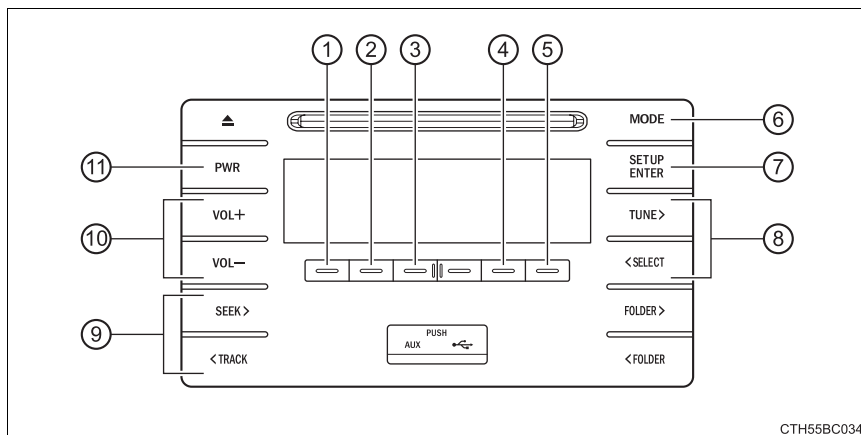 ① ② ③ ④ ⑤
MODE ⑥
⑪ PWR
SETUP
ENTER ⑦
⑩ VOL+
TUNE> ⑧
VOL−
<SELECT
⑨ SEEK>
FOLDER>
PUSH
AUX
<TRACK
<FOLDER
CTH55BC034